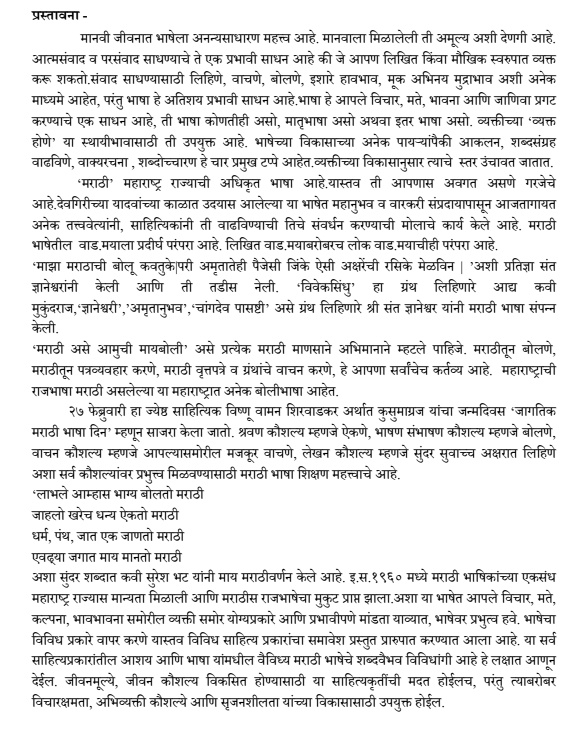 प्रस्तावना -
मानवी जीवनात भाषेला अनन्यसाधारण महत्त्व आहे. मानवाला मिळालेली ती अमूल्य अशी देणगी आहे.
आत्मसंवाद व परसंवाद साधण्याचे ते एक प्रभावी साधन आहे की जे आपण लिखित किंवा मौखिक स्वरुपात व्यक्त
करू शकतो.संवाद साधण्यासाठी लिहिणे, वाचणे, बोलणे, इशारे हावभाव, मूक अभिनय मुद्राभाव अशी अनेक
माध्यमे आहेत, परंतु भाषा हे अतिशय प्रभावी साधन आहे.भाषा हे आपले विचार, मते, भावना आणि जाणिवा प्रगट
करण्याचे एक साधन आहे, ती भाषा कोणतीही असो, मातृभाषा असो अथवा इतर भाषा असो. व्यक्तीच्या ‘व्यक्त
होणे’ या स्थायीभावासाठी ती उपयुक्त आहे. भाषेच्या विकासाच्या अनेक पायऱ्यांपैकी आकलन, शब्दसंग्रह
वाढविणे, वाक्यरचना , शब्दोच्चारण हे चार प्रमुख टप्पे आहेत.व्यक्तीच्या विकासानुसार त्याचे स्तर उंचावत जातात.
‘मराठी’ महाराष्ट्र राज्याची अधिकृत भाषा आहे.यास्तव ती आपणास अवगत असणे गरजेचे
आहे.देवगिरीच्या यादवांच्या काळात उदयास आलेल्या या भाषेत महानुभव व वारकरी संप्रदायापासून आजतागायत
अनेक तत्त्ववेत्यांनी, साहित्यिकांनी ती वाढविण्याची तिचे संवर्धन करण्याची मोलाचे कार्य केले आहे. मराठी
भाषेतील वाड.मयाला प्रदीर्घ परंपरा आहे. लिखित वाड.मयाबरोबरच लोक वाड.मयाचीही परंपरा आहे.
‘माझा मराठाची बोलू कवतुके|परी अमृतातेही पैजेसी जिंके ऐसी अक्षरेंची रसिके मेळविन | ’अशी प्रतिज्ञा संत
ज्ञानेश्वरांनी केली आणि ती तडीस नेली. ‘विवेकसिंधु’ हा ग्रंथ लिहिणारे आद्य कवी
मुकुंदराज,‘ज्ञानेश्वरी’,‘अमृतानुभव’,‘चांगदेव पासष्टी’ असे ग्रंथ लिहिणारे श्री संत ज्ञानेश्वर यांनी मराठी भाषा संपन्न
केली.
‘मराठी असे आमुची मायबोली’ असे प्रत्येक मराठी माणसाने अभिमानाने म्हटले पाहिजे. मराठीतून बोलणे,
मराठीतून पत्रव्यवहार करणे, मराठी वृत्तपत्रे व ग्रंथांचे वाचन करणे, हे आपणा सर्वांचेच कर्तव्य आहे. महाराष्ट्राची
राजभाषा मराठी असलेल्या या महाराष्ट्रात अनेक बोलीभाषा आहेत.
२७ फेब्रुवारी हा ज्येष्ठ साहित्यिक विष्णू वामन शिरवाडकर अर्थात कुसुमाग्रज यांचा जन्मदिवस ‘जागतिक
मराठी भाषा दिन’ म्हणून साजरा केला जातो. श्रवण कौशल्य म्हणजे ऐकणे, भाषण संभाषण कौशल्य म्हणजे बोलणे,
वाचन कौशल्य म्हणजे आपल्यासमोरील मजकूर वाचणे, लेखन कौशल्य म्हणजे सुंदर सुवाच्च अक्षरात लिहिणे
अशा सर्व कौशल्यांवर प्रभुत्त्व मिळवण्यासाठी मराठी भाषा शिक्षण महत्त्वाचे आहे.
‘लाभले आम्हास भाग्य बोलतो मराठी
जाहलो खरेच धन्य ऐकतो मराठी
धर्म, पंथ, जात एक जाणतो मराठी
एवढ्या जगात माय मानतो मराठी
अशा सुंदर शब्दात कवी सुरेश भट यांनी माय मराठीवर्णन केले आहे. इ.स.१९६० मध्ये मराठी भाषिकांच्या एकसंध
महाराष्ट्र राज्यास मान्यता मिळाली आणि मराठीस राजभाषेचा मुकुट प्राप्त झाला.अशा या भाषेत आपले विचार, मते,
कल्पना, भावभावना समोरील व्यक्ती समोर योग्यप्रकारे आणि प्रभावीपणे मांडता याव्यात, भाषेवर प्रभुत्व हवे. भाषेचा
विविध प्रकारे वापर करणे यास्तव विविध साहित्य प्रकारांचा समावेश प्रस्तुत प्रारुपात करण्यात आला आहे. या सर्व
साहित्यप्रकारांतील आशय आणि भाषा यांमधील वैविध्य मराठी भाषेचे शब्दवैभव विविधांगी आहे हे लक्षात आणून
देईल. जीवनमूल्ये, जीवन कौशल्य विकसित होण्यासाठी या साहित्यकृतींची मदत होईलच, परंतु त्याबरोबर
विचारक्षमता, अभिव्यक्ती कौशल्ये आणि सृजनशीलता यांच्या विकासासाठी उपयुक्त होईल.